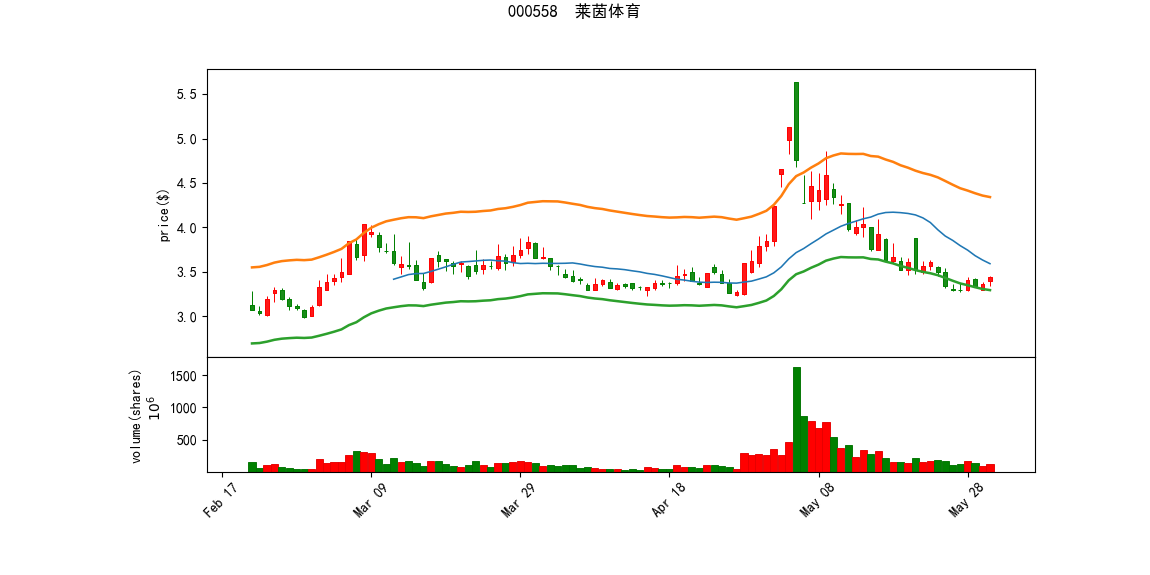 000558 莱茵体育
price($)
5.5
5.0
4.5
4.0
3.5
3.0
volume(shares)
10^6
1500
1000
500
Feb 17
Mar 09
Mar 29
Apr 18
May 08
May 28